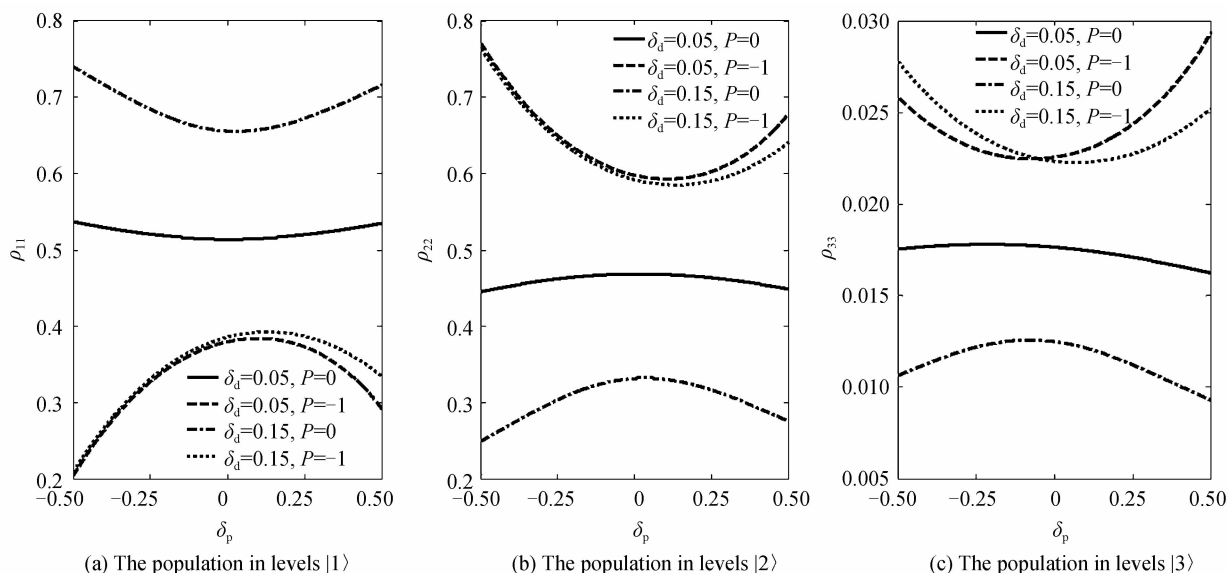 0.8
0.7
0.6
0.5
0.4
0.3
0.2
ρ₁₁
δd=0.05, P=0
δd=0.05, P=−1
δd=0.15, P=0
δd=0.15, P=−1
−0.50 −0.25 0 0.25 0.50
δp
(a) The population in levels |1⟩
0.8
0.7
0.6
0.5
0.4
0.3
0.2
ρ₂₂
δd=0.05, P=0
δd=0.05, P=−1
δd=0.15, P=0
δd=0.15, P=−1
−0.50 −0.25 0 0.25 0.50
δp
(b) The population in levels |2⟩
0.030
0.025
0.020
0.015
0.010
0.005
ρ₃₃
δd=0.05, P=0
δd=0.05, P=−1
δd=0.15, P=0
δd=0.15, P=−1
−0.50 −0.25 0 0.25 0.50
δp
(c) The population in levels |3⟩